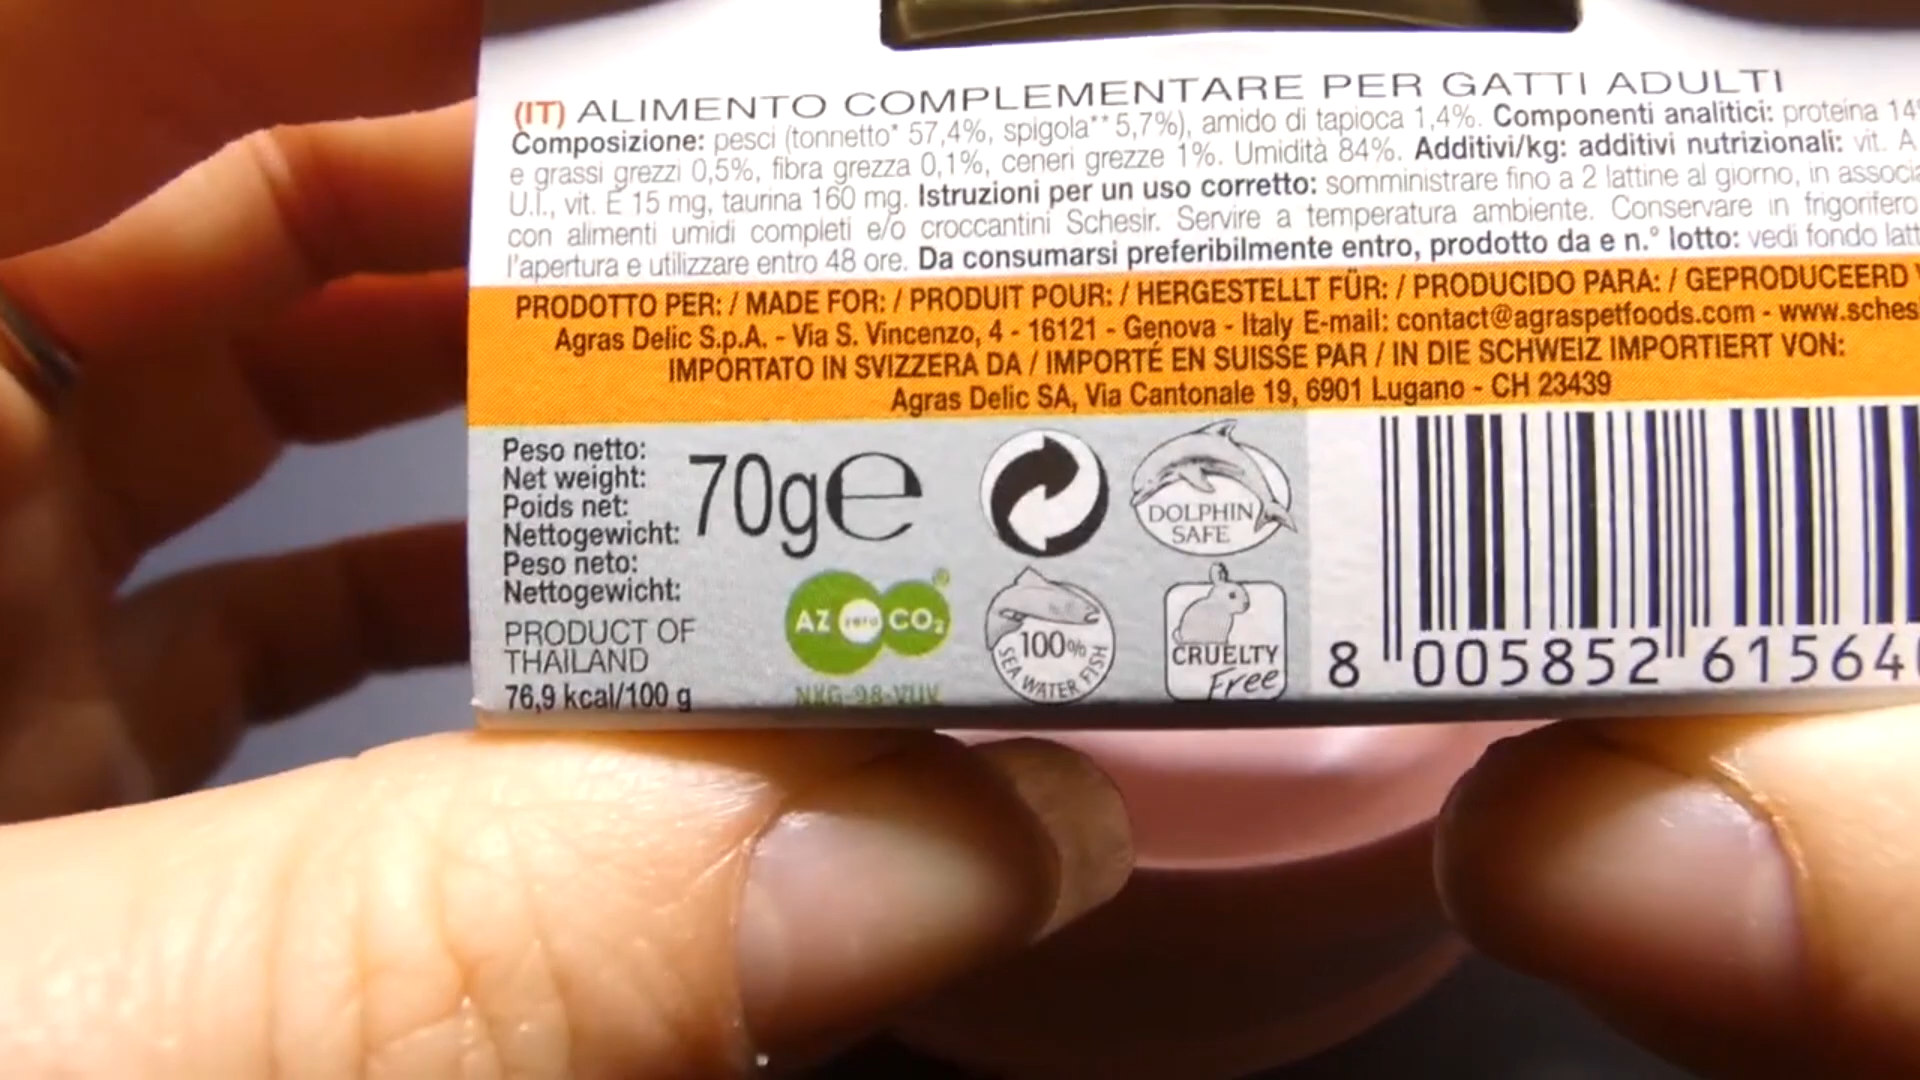 (IT) ALIMENTO COMPLEMENTARE PER GATTI ADULTI
Composizione: pesci (tonnetto* 57,4%, spigola** 5,7%), amido di tapioca 1,4%. Componenti analitici: proteina 14
e grassi grezzi 0,5%, fibra grezza 0,1%, ceneri grezze 1%. Umidità 84%. Additivi/kg: additivi nutrizionali: vit. A
U.I., vit. E 15 mg, taurina 160 mg. Istruzioni per un uso corretto: somministrare fino a 2 lattine al giorno, in
con alimenti umidi completi e/o croccantini Schesir. Servire a temperatura ambiente. Conservare in frigorifero
l'apertura e utilizzare entro 48 ore. Da consumarsi preferibilmente entro, prodotto da e n.° lotto: vedi fondo
PRODOTTO PER: / MADE FOR: / PRODUIT POUR: / HERGESTELLT FÜR: / PRODUCIDO PARA: / GEPRODUCEERD
Agras Delic S.p.A. - Via S. Vincenzo, 4 - 16121 - Genova - Italy E-mail: contact@agraspetfoods.com - www.sches
IMPORTATO IN SVIZZERA DA / IMPORTÉ EN SUISSE PAR / IN DIE SCHWEIZ IMPORTIERT VON:
Agras Delic SA, Via Cantonale 19, 6901 Lugano - CH 23439
Peso netto:
Net weight:
Poids net:
Nettogewicht:
Peso neto:
Nettogewicht:
70g℮
PRODUCT OF
THAILAND
76,9 kcal/100 g
AZ zero CO₂®
DOLPHIN
SAFE
100%
SEA WATER FISH
CRUELTY
Free
8 005852 61564